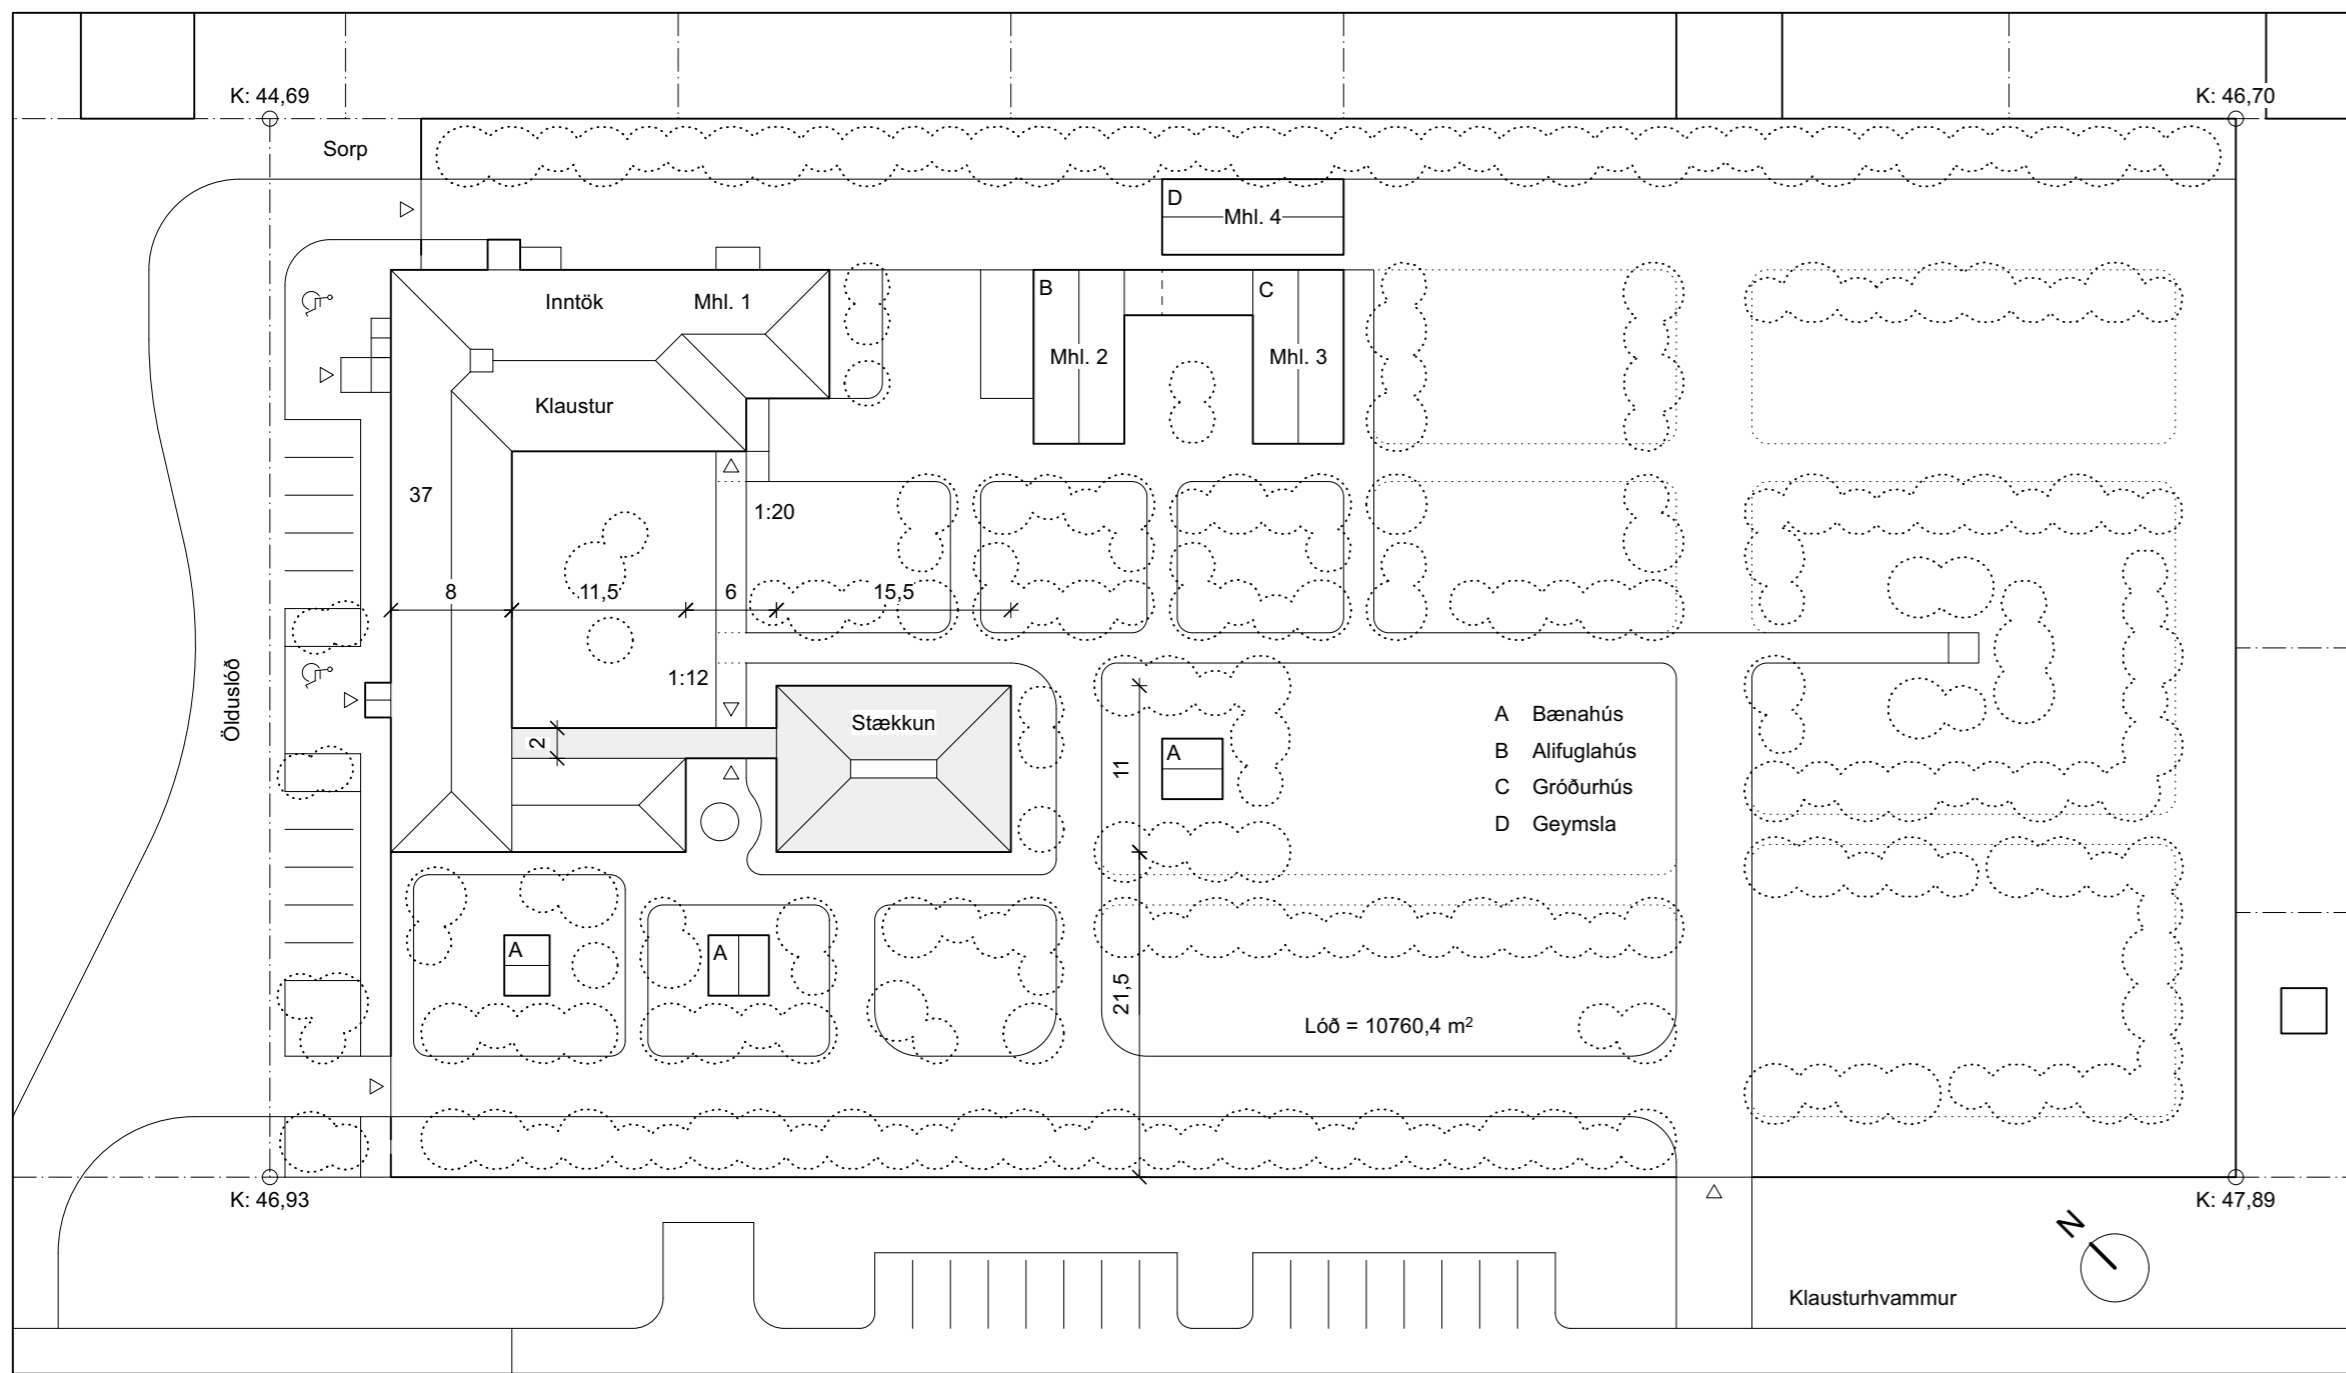 K: 44,69
K: 46,70
Sorp
D
Mhl. 4
Inntök
Mhl. 1
B
C
Mhl. 2
Mhl. 3
Klaustur
37
1:20
8
11,5
6
15,5
Ölduslóð
1:12
Stækkun
2
11
A
A Bænahús
B Alifuglahús
C Gróðurhús
D Geymsla
A
A
21,5
Lóð = 10760,4 m²
K: 46,93
K: 47,89
N
Klausturhvammur